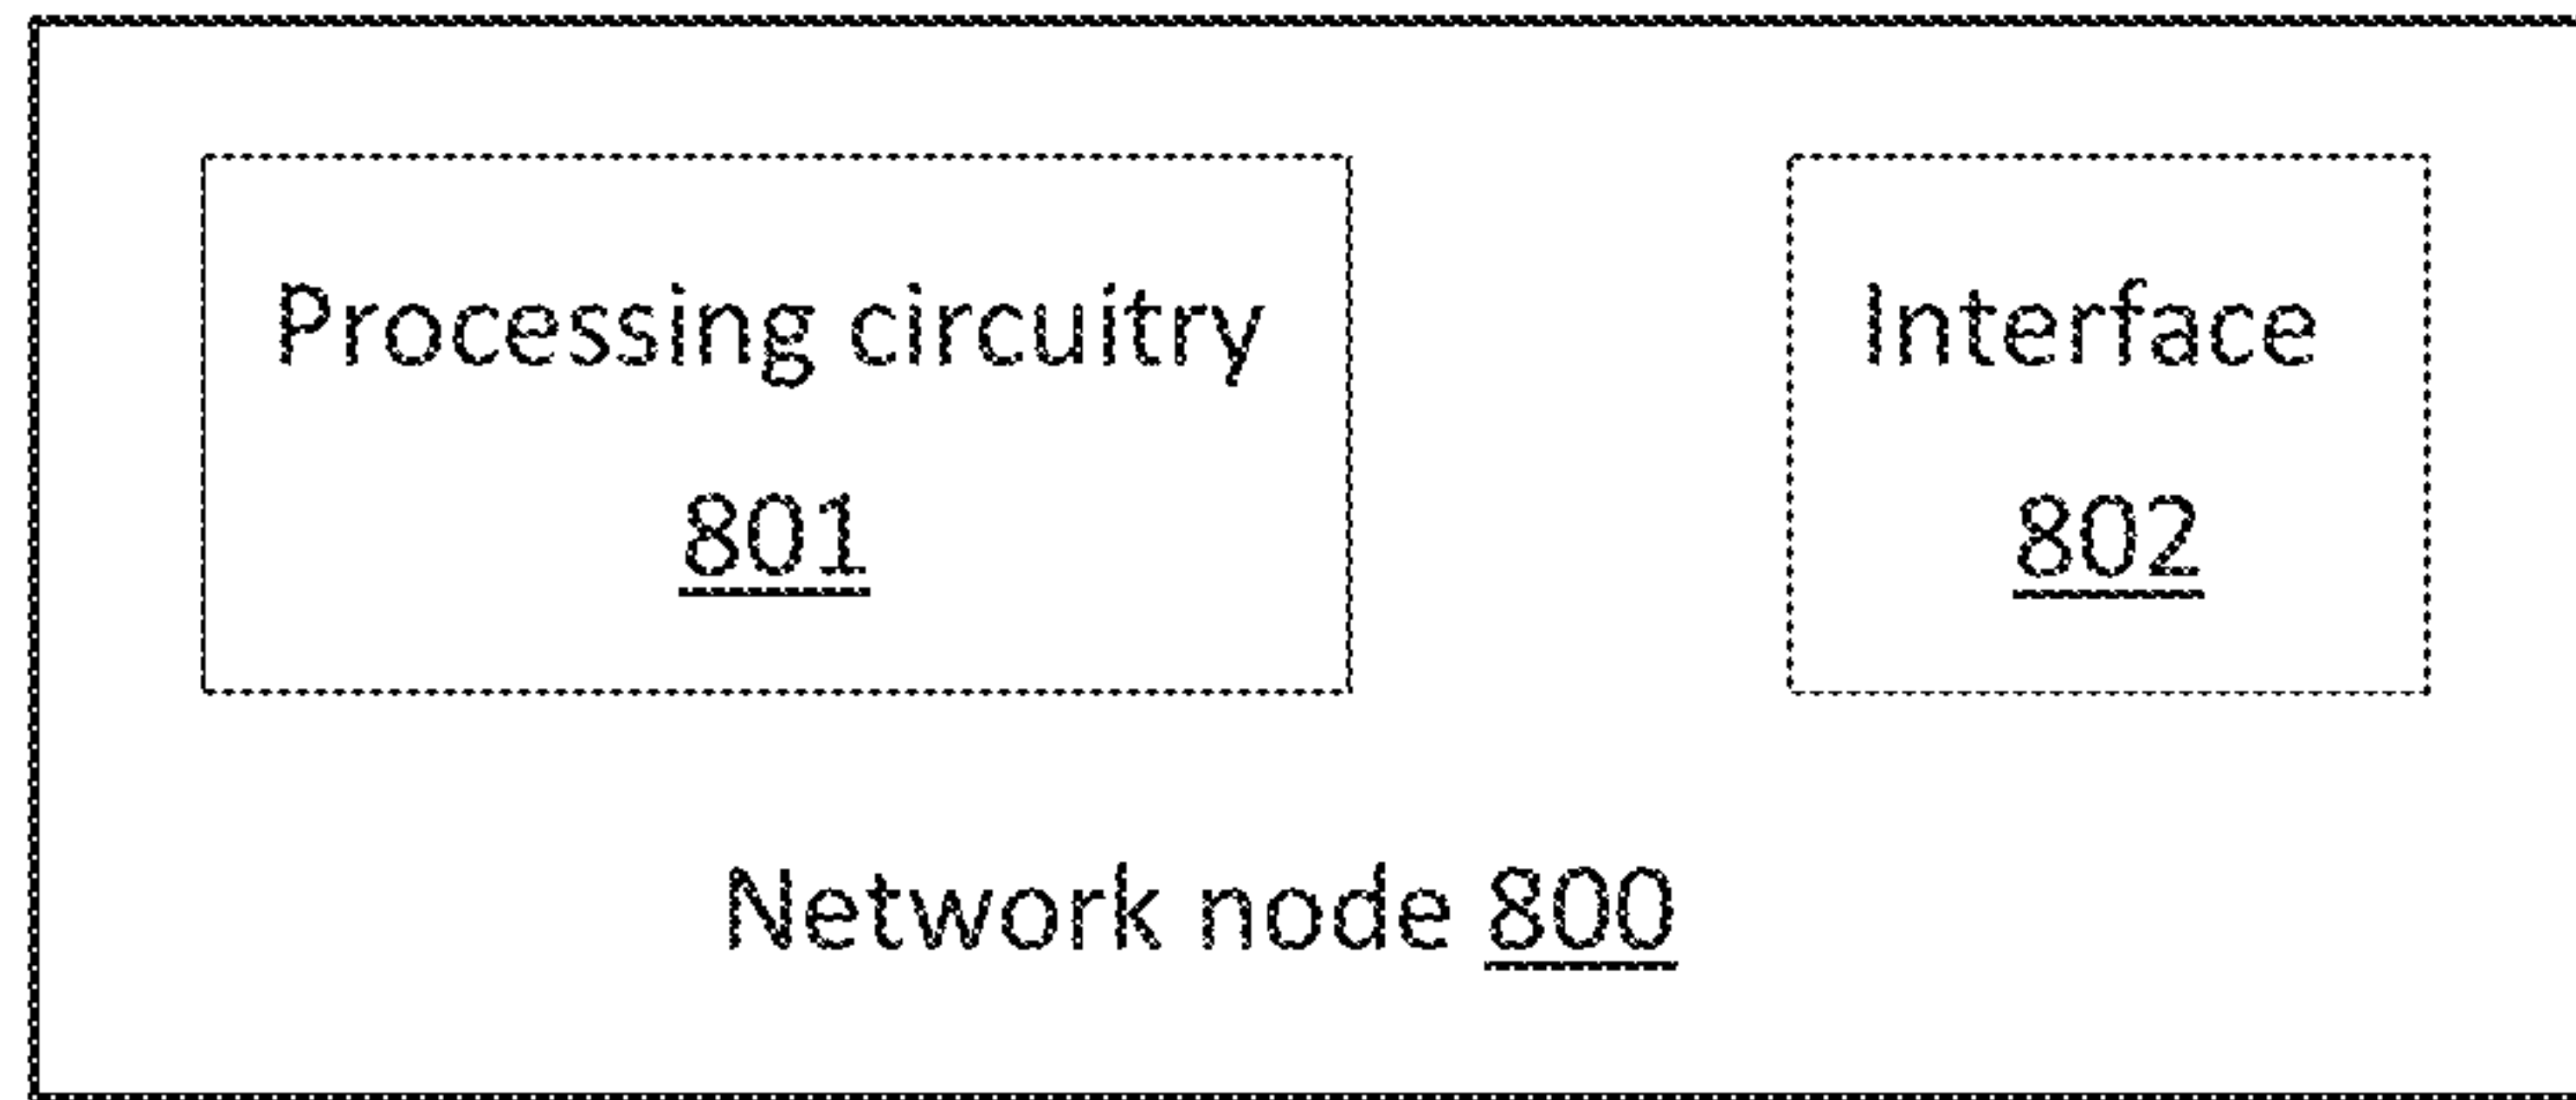 Processing circuitry
801
Interface
802
Network node 800